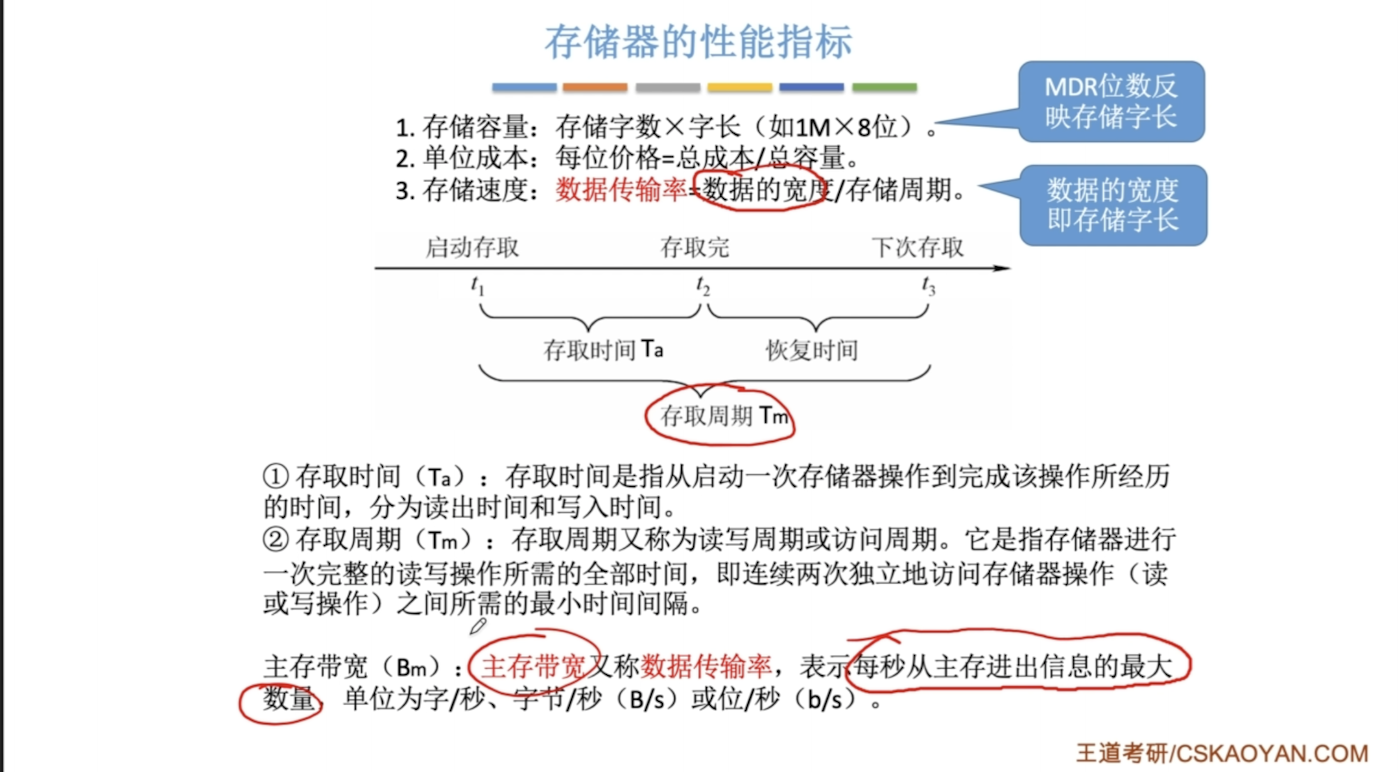 存储器的性能指标
MDR位数反
映存储字长
1. 存储容量：存储字数×字长（如1M×8位）。
2. 单位成本：每位价格=总成本/总容量。
3. 存储速度：数据传输率=数据的宽度/存储周期。
数据的宽度
即存储字长
启动存取 存取完 下次存取
t1 t2 t3
存取时间 Ta 恢复时间
存取周期 Tm
① 存取时间（Ta）：存取时间是指从启动一次存储器操作到完成该操作所经历
的时间，分为读出时间和写入时间。
② 存取周期（Tm）：存取周期又称为读写周期或访问周期。它是指存储器进行
一次完整的读写操作所需的全部时间，即连续两次独立地访问存储器操作（读
或写操作）之间所需的最小时间间隔。
主存带宽（Bm）：主存带宽又称数据传输率，表示每秒从主存进出信息的最大
数量，单位为字/秒、字节/秒（B/s）或位/秒（b/s）。
王道考研/CSKAOYAN.COM